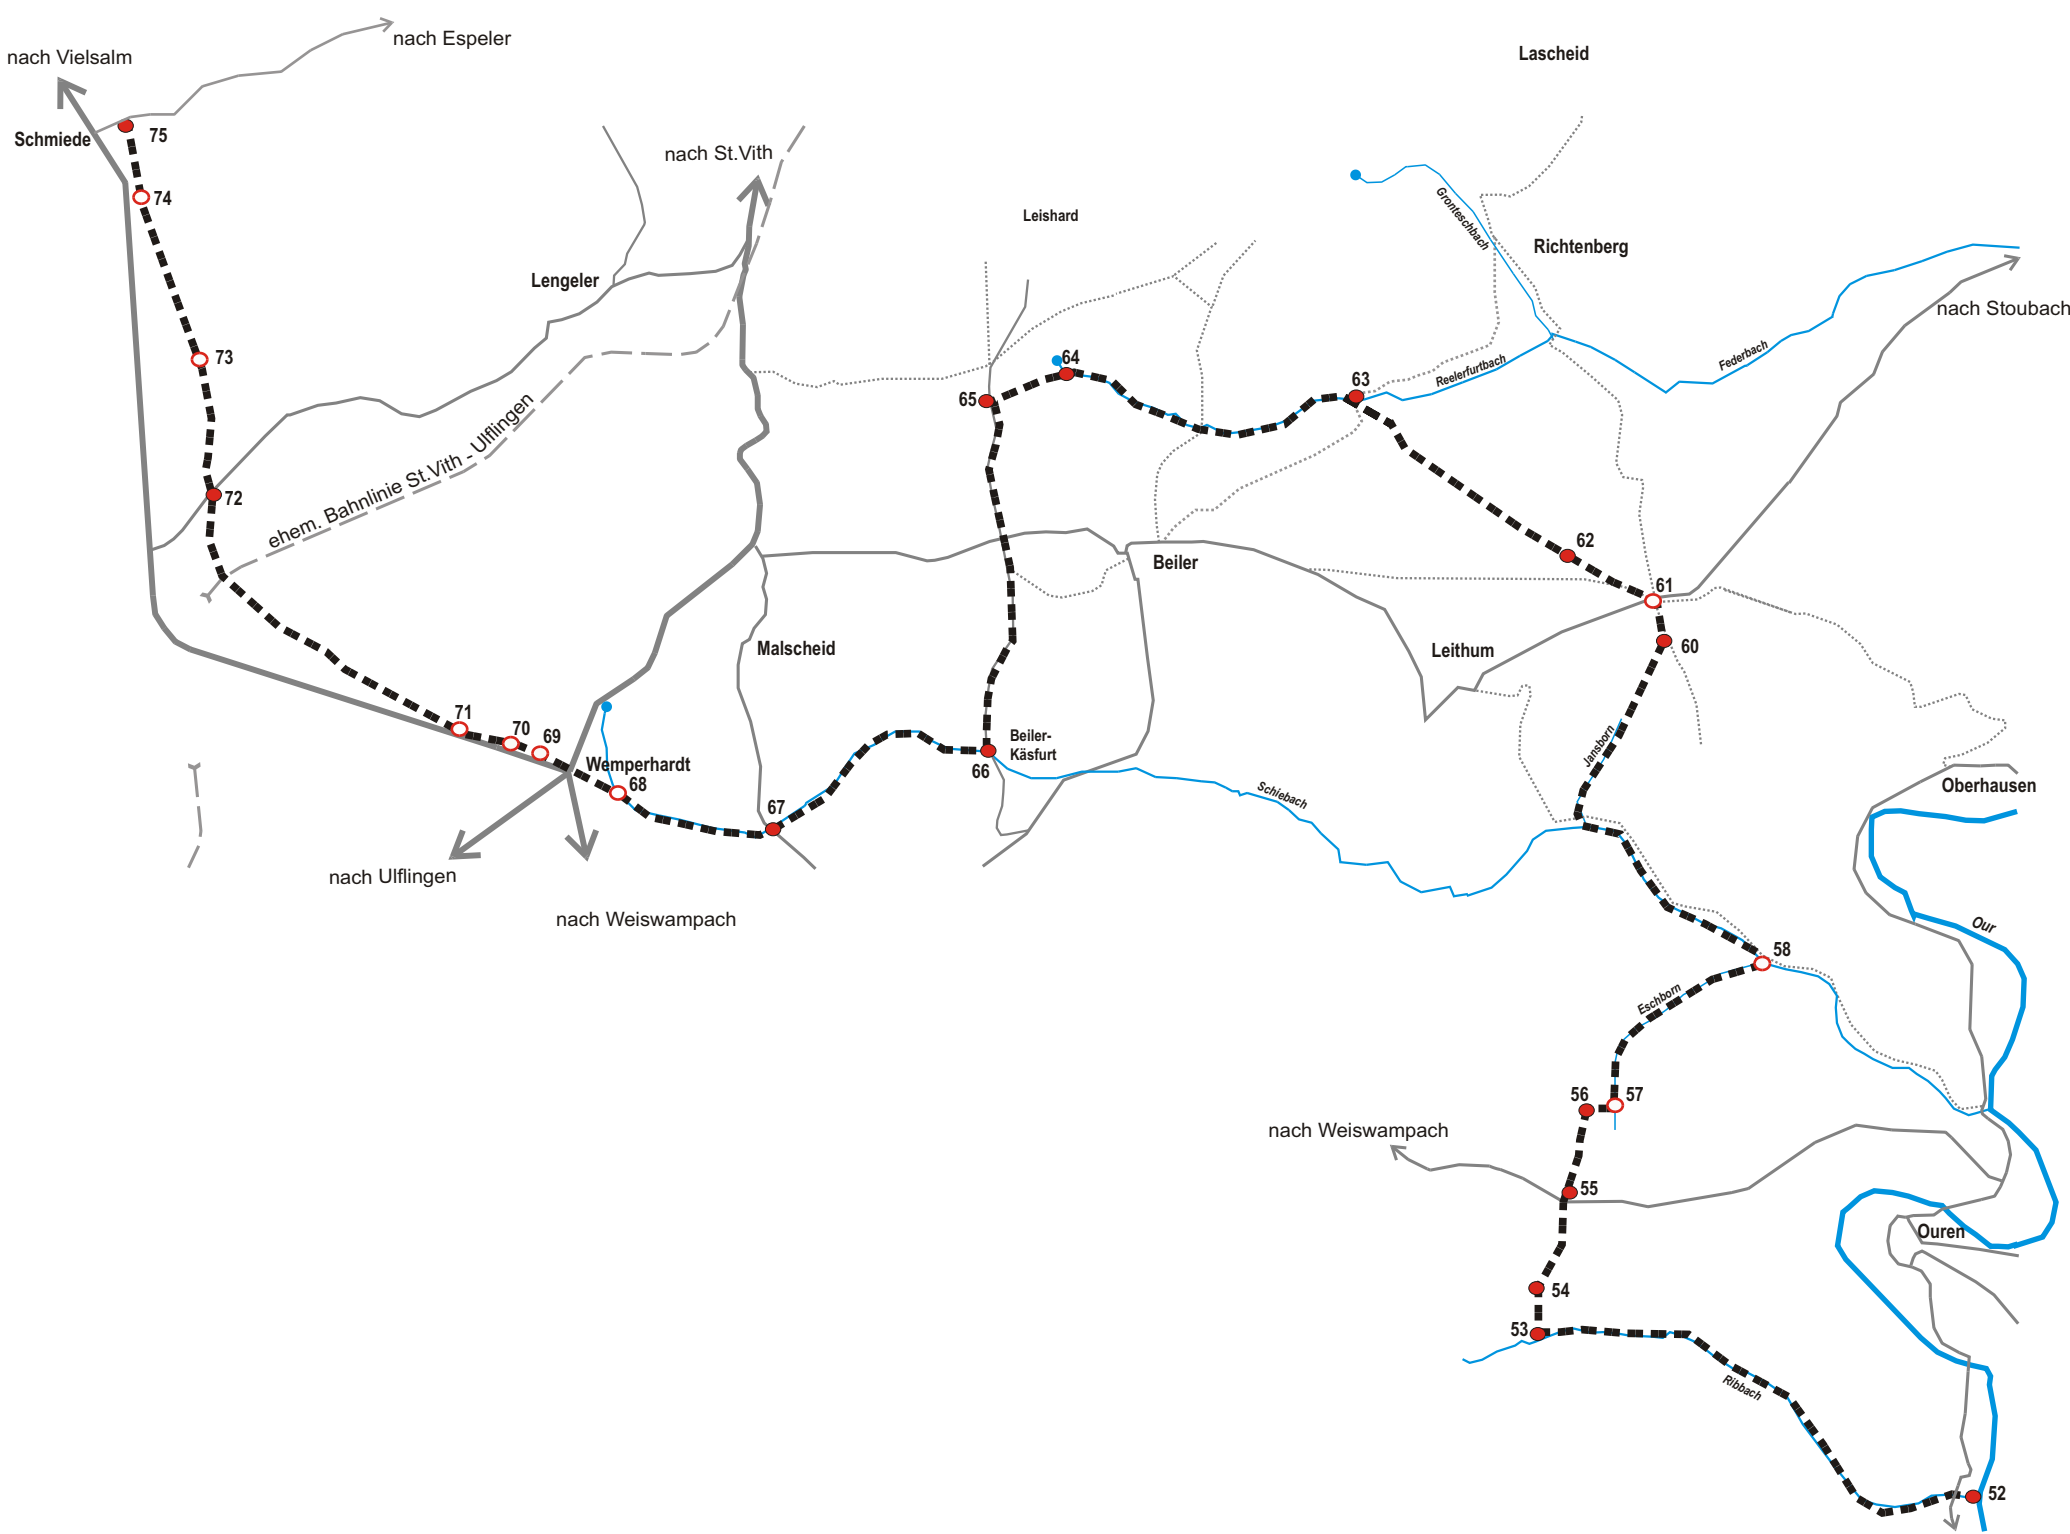 nach Espeler
nach Vielsalm
Lascheid
75
Schmiede
nach St.Vith
74
Leishard
Gronteschbach
Richtenberg
Lengeler
nach Stoubach
73
64
Federbach
Reelerfurtbach
63
65
ehem. Bahnlinie St.Vith - Ulflingen
72
62
Beiler
61
Malscheid
Leithum
60
71
70
69
Beiler-
Käsfurt
Jansborn
Wemperhardt
66
68
Oberhausen
Schiebach
67
nach Ulflingen
nach Weiswampach
Our
58
Eschborn
56
57
nach Weiswampach
55
Ouren
54
53
Ribbach
52